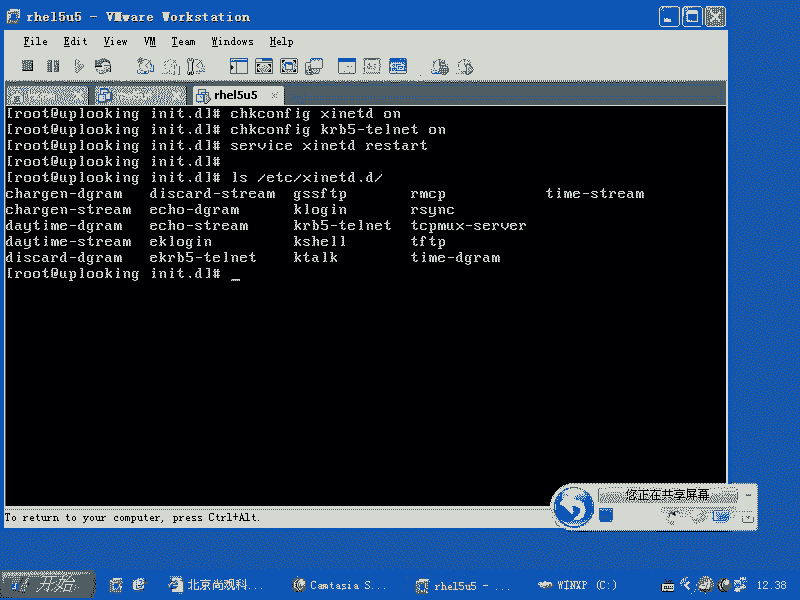 rhel5u5 - VMware Workstation
File Edit View VM Team Windows Help
rhel5u5
[root@uplooking init.d]# chkconfig xinetd on
[root@uplooking init.d]# chkconfig krb5-telnet on
[root@uplooking init.d]# service xinetd restart
[root@uplooking init.d]#
[root@uplooking init.d]# ls /etc/xinetd.d/
chargen-dgram discard-stream gssftp rmcp time-stream
chargen-stream echo-dgram klogin rsync
daytime-dgram echo-stream krb5-telnet tcpmux-server
daytime-stream eklogin kshell tftp
discard-dgram ekrb5-telnet ktalk time-dgram
[root@uplooking init.d]# _
您正在共享屏幕
To return to your computer, press Ctrl+Alt.
开始 北京尚观科... Camtasia S... rhel5u5 - ... WINXP (C:) 12.38